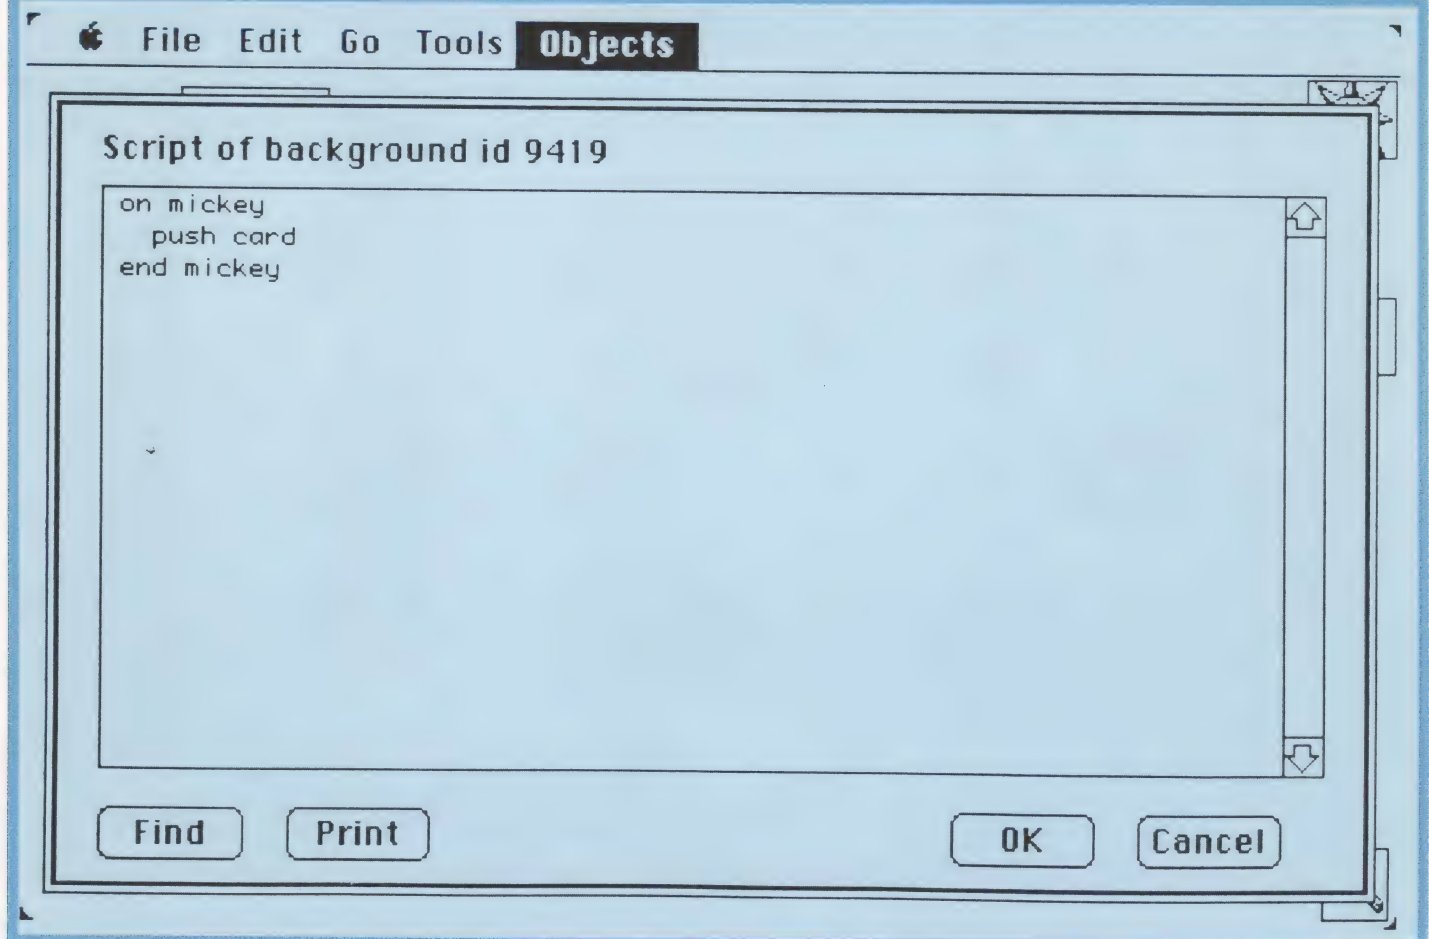 File Edit Go Tools Objects
Script of background id 9419
on mickey
push card
end mickey
Find Print OK Cancel